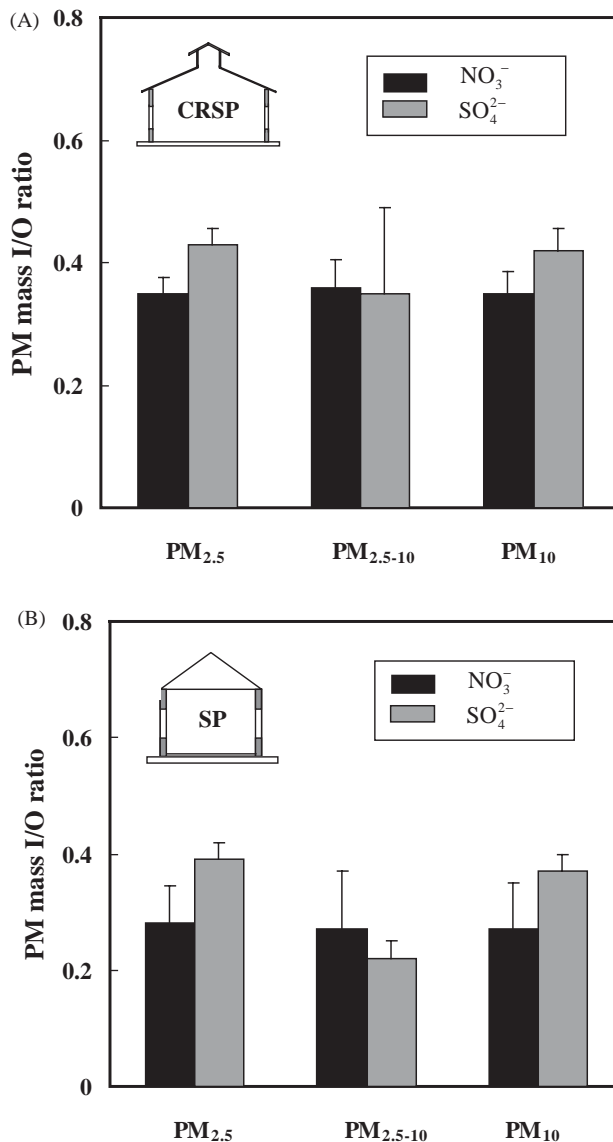 (A)
0.8
0.6
0.4
0.2
0
PM mass I/O ratio
CRSP
NO₃⁻
SO₄²⁻
PM₂.₅
PM₂.₅₋₁₀
PM₁₀
(B)
0.8
0.6
0.4
0.2
0
PM mass I/O ratio
SP
NO₃⁻
SO₄²⁻
PM₂.₅
PM₂.₅₋₁₀
PM₁₀